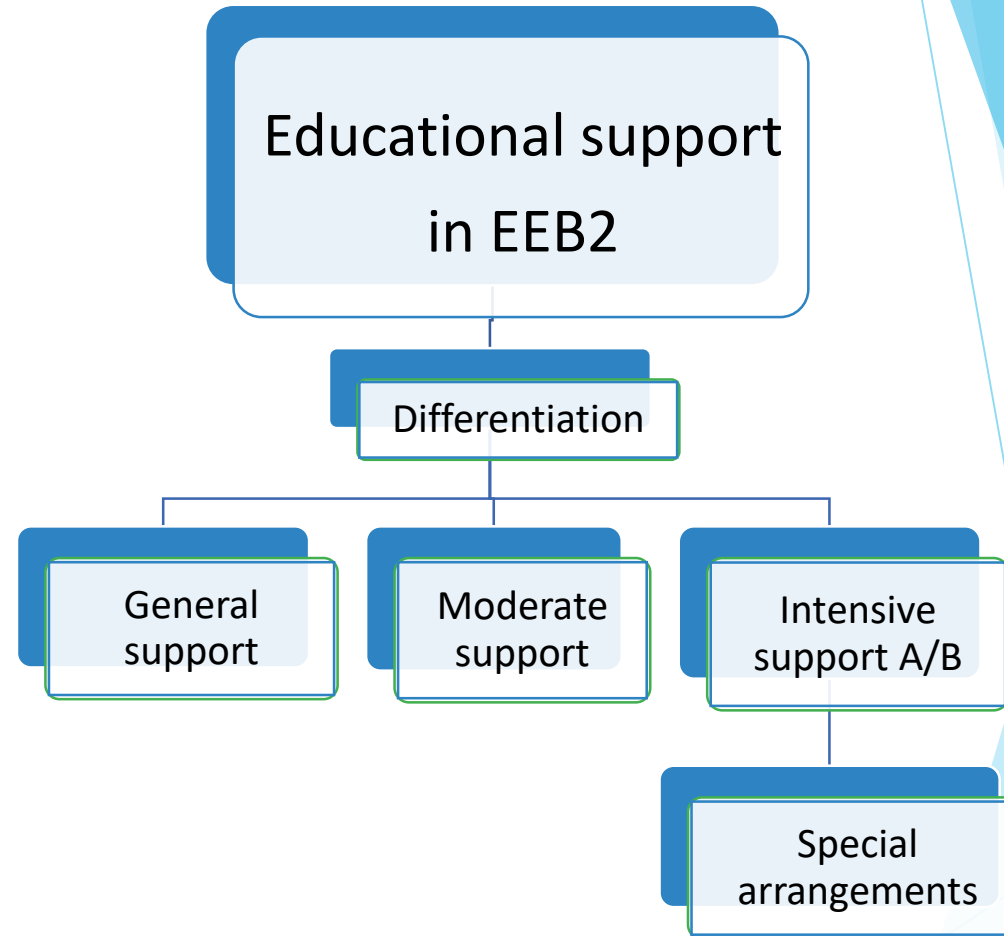 Educational support
in EEB2
Differentiation
General
support
Moderate
support
Intensive
support A/B
Special
arrangements